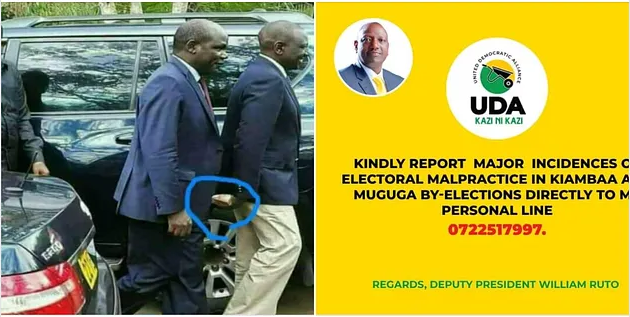 UNITED DEMOCRATIC ALLIANCE
UDA
KAZI NI KAZI
KINDLY REPORT MAJOR INCIDENCES O
ELECTORAL MALPRACTICE IN KIAMBAA A
MUGUGA BY-ELECTIONS DIRECTLY TO M
PERSONAL LINE
0722517997.
REGARDS, DEPUTY PRESIDENT WILLIAM RUTO